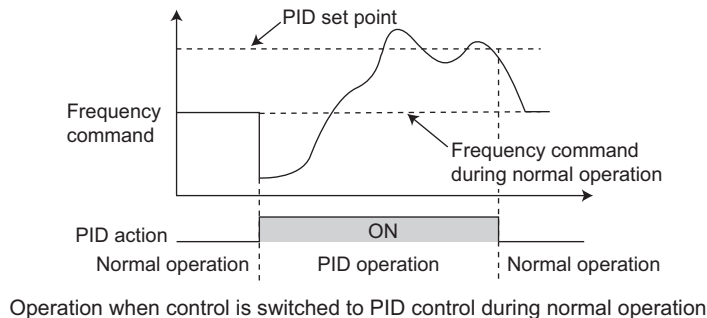 PID set point
Frequency
command
Frequency command
during normal operation
PID action
ON
Normal operation
PID operation
Normal operation
Operation when control is switched to PID control during normal operation